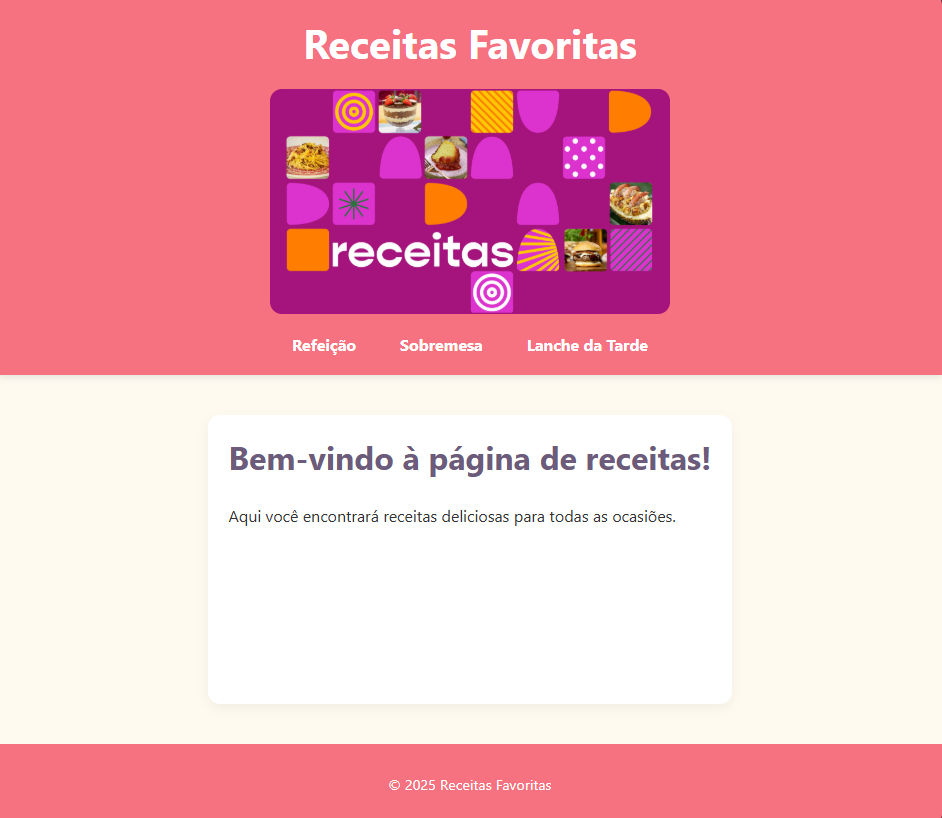 Receitas Favoritas
receitas
Refeição Sobremesa Lanche da Tarde
Bem-vindo à página de receitas!
Aqui você encontrará receitas deliciosas para todas as ocasiões.
© 2025 Receitas Favoritas